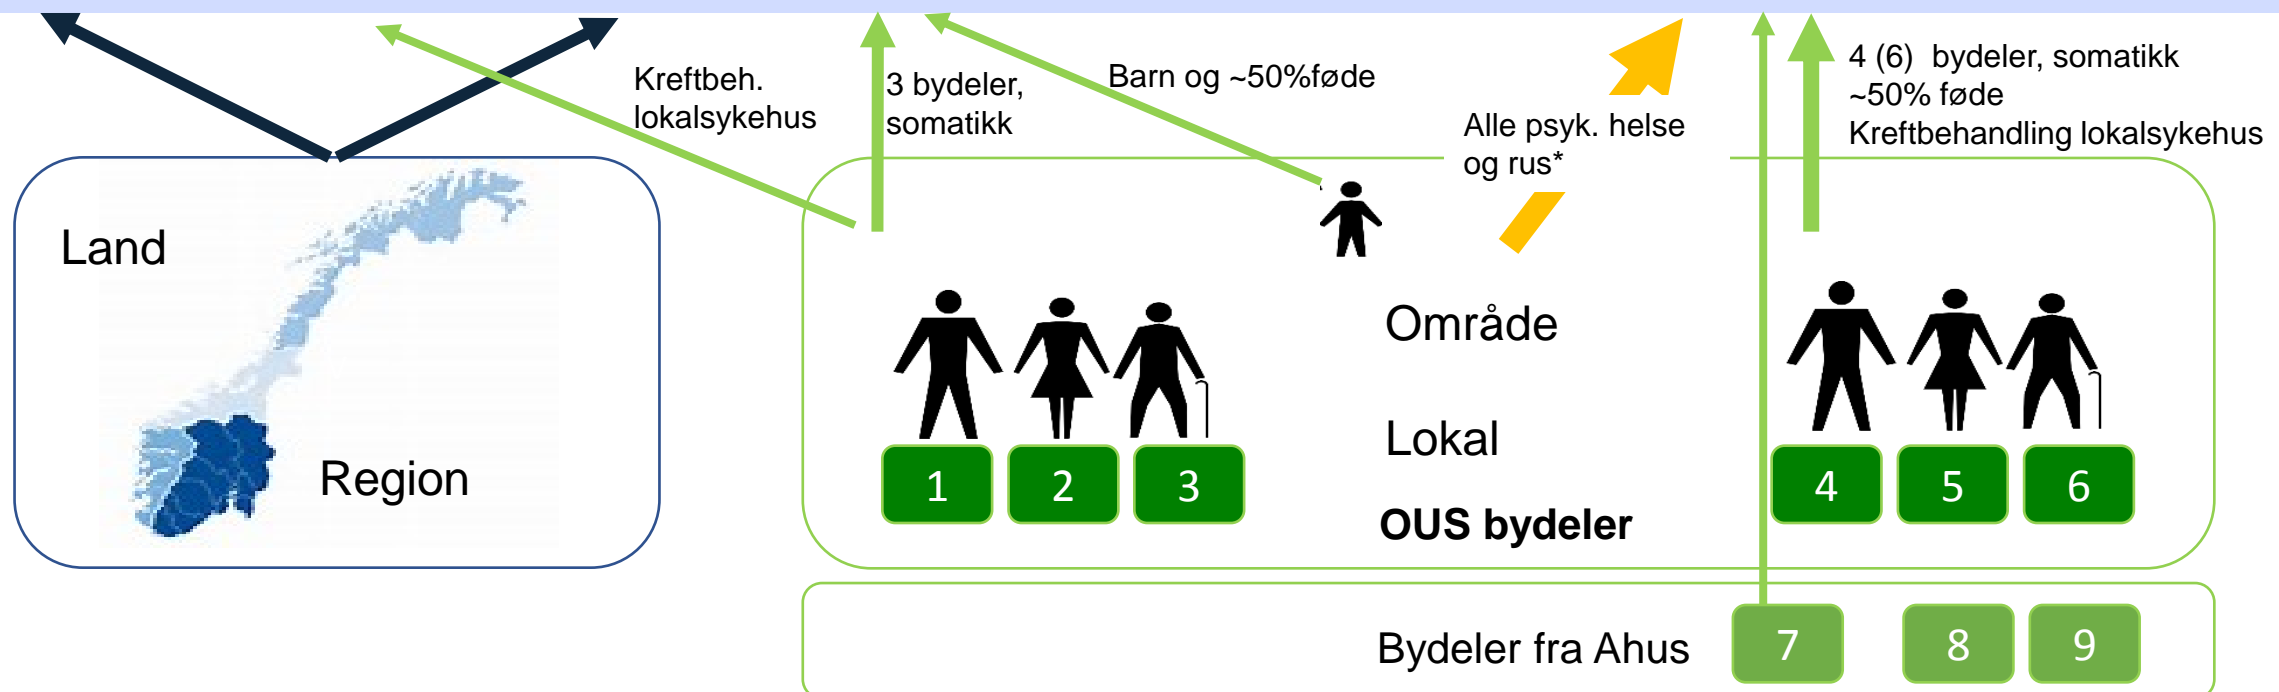 Kreftbeh.
lokalsykehus
3 bydeler,
somatikk
Barn og ~50%føde
Alle psyk. helse
og rus*
4 (6) bydeler, somatikk
~50% føde
Kreftbehandling lokalsykehus
Land
Region
Område
Lokal
1 2 3
OUS bydeler
4 5 6
Bydeler fra Ahus
7 8 9